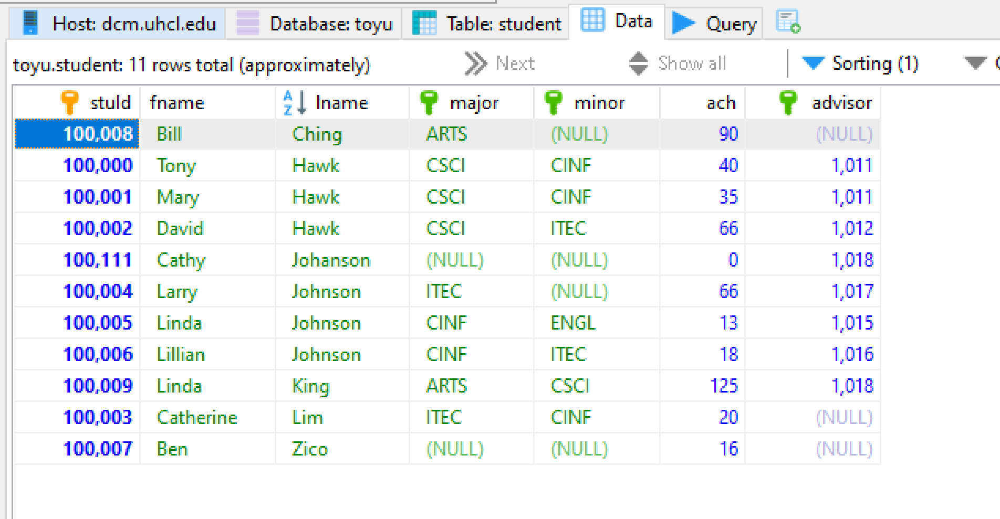 Host: dcm.uhcl.edu Database: toyu Table: student Data Query
toyu.student: 11 rows total (approximately) Next Show all Sorting (1)
stuId fname lname major minor ach advisor
100,008 Bill Ching ARTS (NULL) 90 (NULL)
100,000 Tony Hawk CSCI CINF 40 1,011
100,001 Mary Hawk CSCI CINF 35 1,011
100,002 David Hawk CSCI ITEC 66 1,012
100,111 Cathy Johanson (NULL) (NULL) 0 1,018
100,004 Larry Johnson ITEC (NULL) 66 1,017
100,005 Linda Johnson CINF ENGL 13 1,015
100,006 Lillian Johnson CINF ITEC 18 1,016
100,009 Linda King ARTS CSCI 125 1,018
100,003 Catherine Lim ITEC CINF 20 (NULL)
100,007 Ben Zico (NULL) (NULL) 16 (NULL)